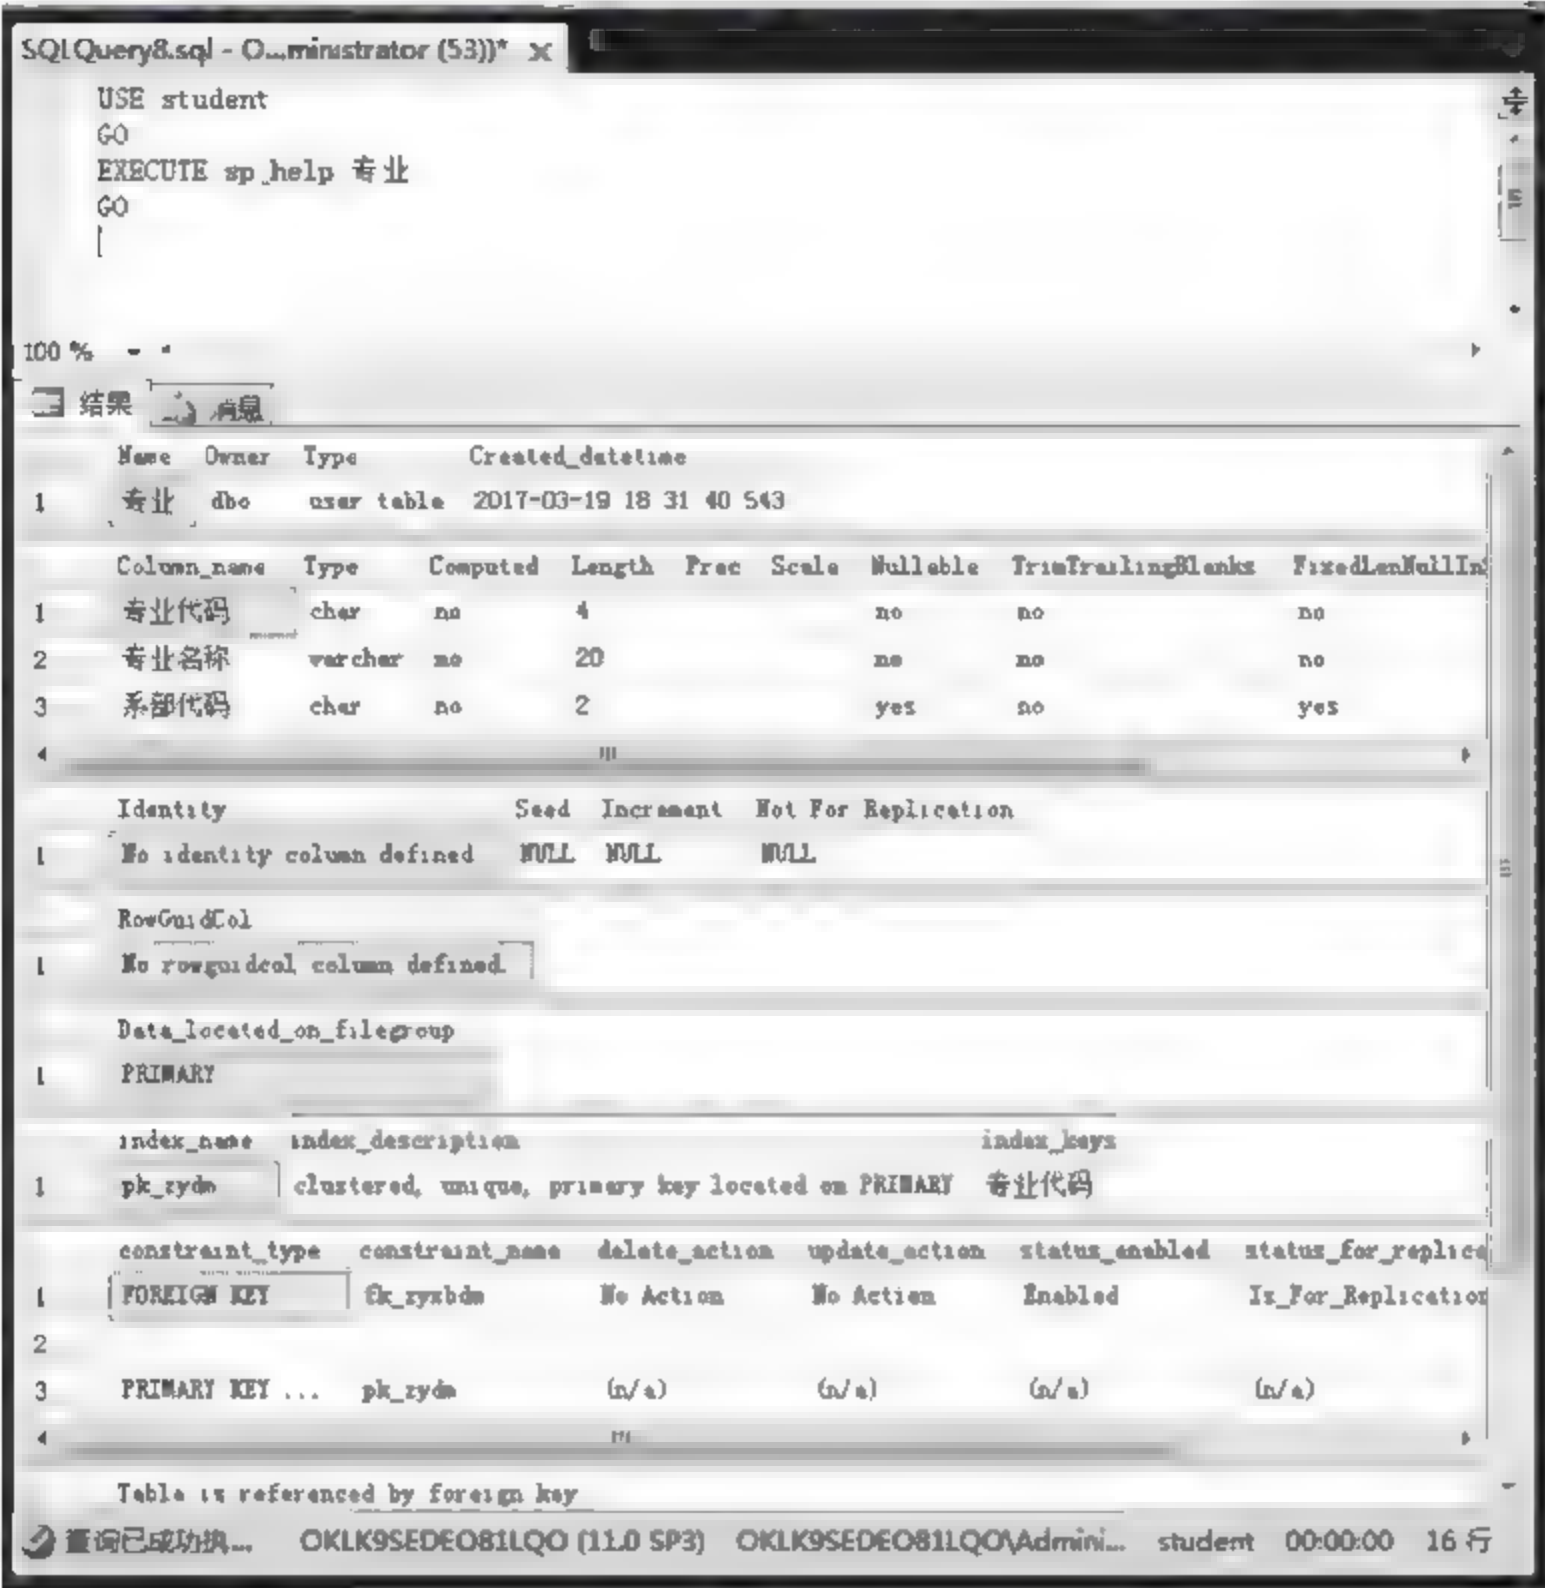 SQLQuery8.sql - O...ministrator (53))* ×
USE student
GO
EXECUTE sp_help 专业
GO
100 %
结果 消息
Name Owner Type Created_datetime
1 专业 dbo user table 2017-03-19 18 31 40 543
Column_name Type Computed Length Prec Scale Nullable TrimTrailingBlanks FixedLenNullInS
1 专业代码 char no 4 no no no
2 专业名称 varchar no 20 no no no
3 系部代码 char no 2 yes no yes
Identity Seed Increment Not For Replication
1 No identity column defined NULL NULL NULL
RowGuidCol
1 No rowguidcol column defined.
Data_located_on_filegroup
1 PRIMARY
index_name index_description index_keys
1 pk_zydm clustered, unique, primary key located on PRIMARY 专业代码
constraint_type constraint_name delete_action update_action status_enabled status_for_replica
1 FOREIGN KEY fk_zyxbdm No Action No Action Enabled Is_For_Replication
2
3 PRIMARY KEY ... pk_zydm (n/a) (n/a) (n/a) (n/a)
Table is referenced by foreign key
查询已成功执... OKLK9SEDEO81LQO (11.0 SP3) OKLK9SEDEO81LQO\Admini... student 00:00:00 16 行